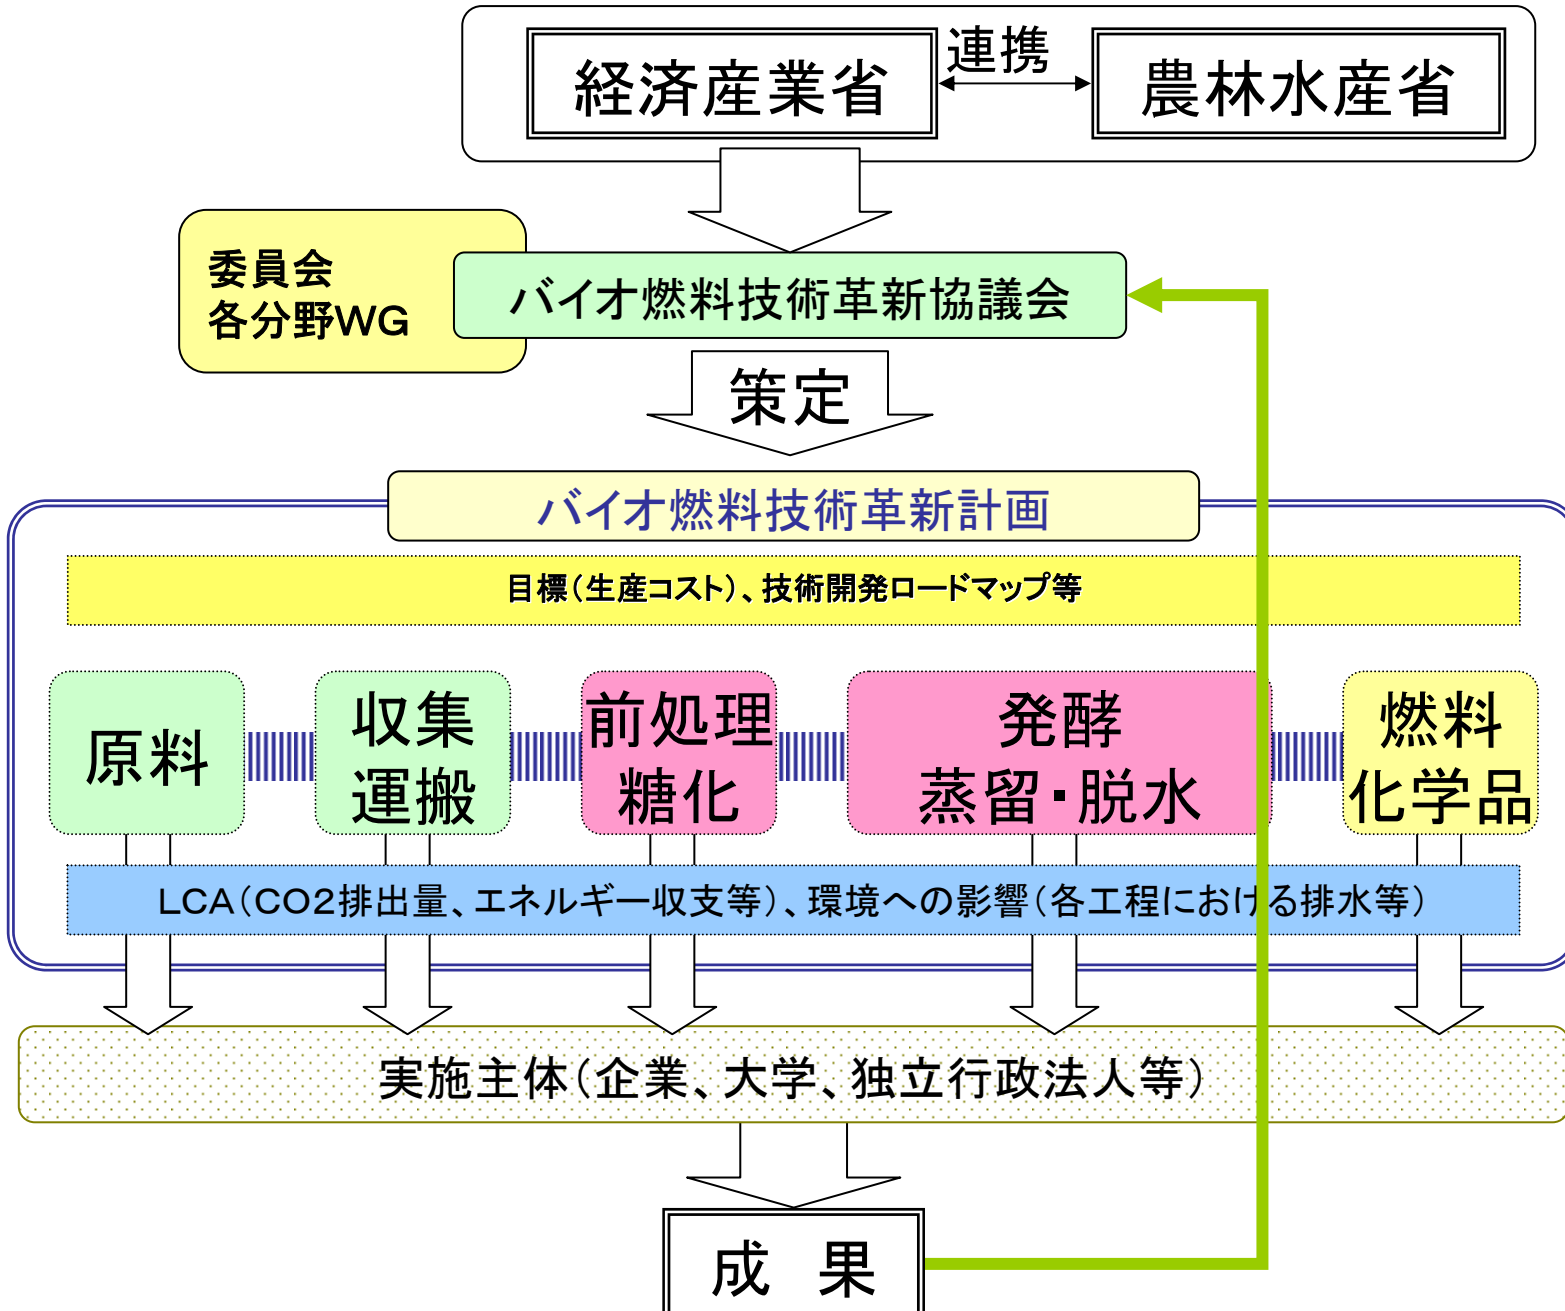 経済産業省
連携
農林水産省
委員会
各分野WG
バイオ燃料技術革新協議会
策定
バイオ燃料技術革新計画
目標(生産コスト)、技術開発ロードマップ等
原料
収集
運搬
前処理
糖化
発酵
蒸留・脱水
燃料
化学品
LCA(CO2排出量、エネルギー収支等)、環境への影響(各工程における排水等)
実施主体(企業、大学、独立行政法人等)
成　果